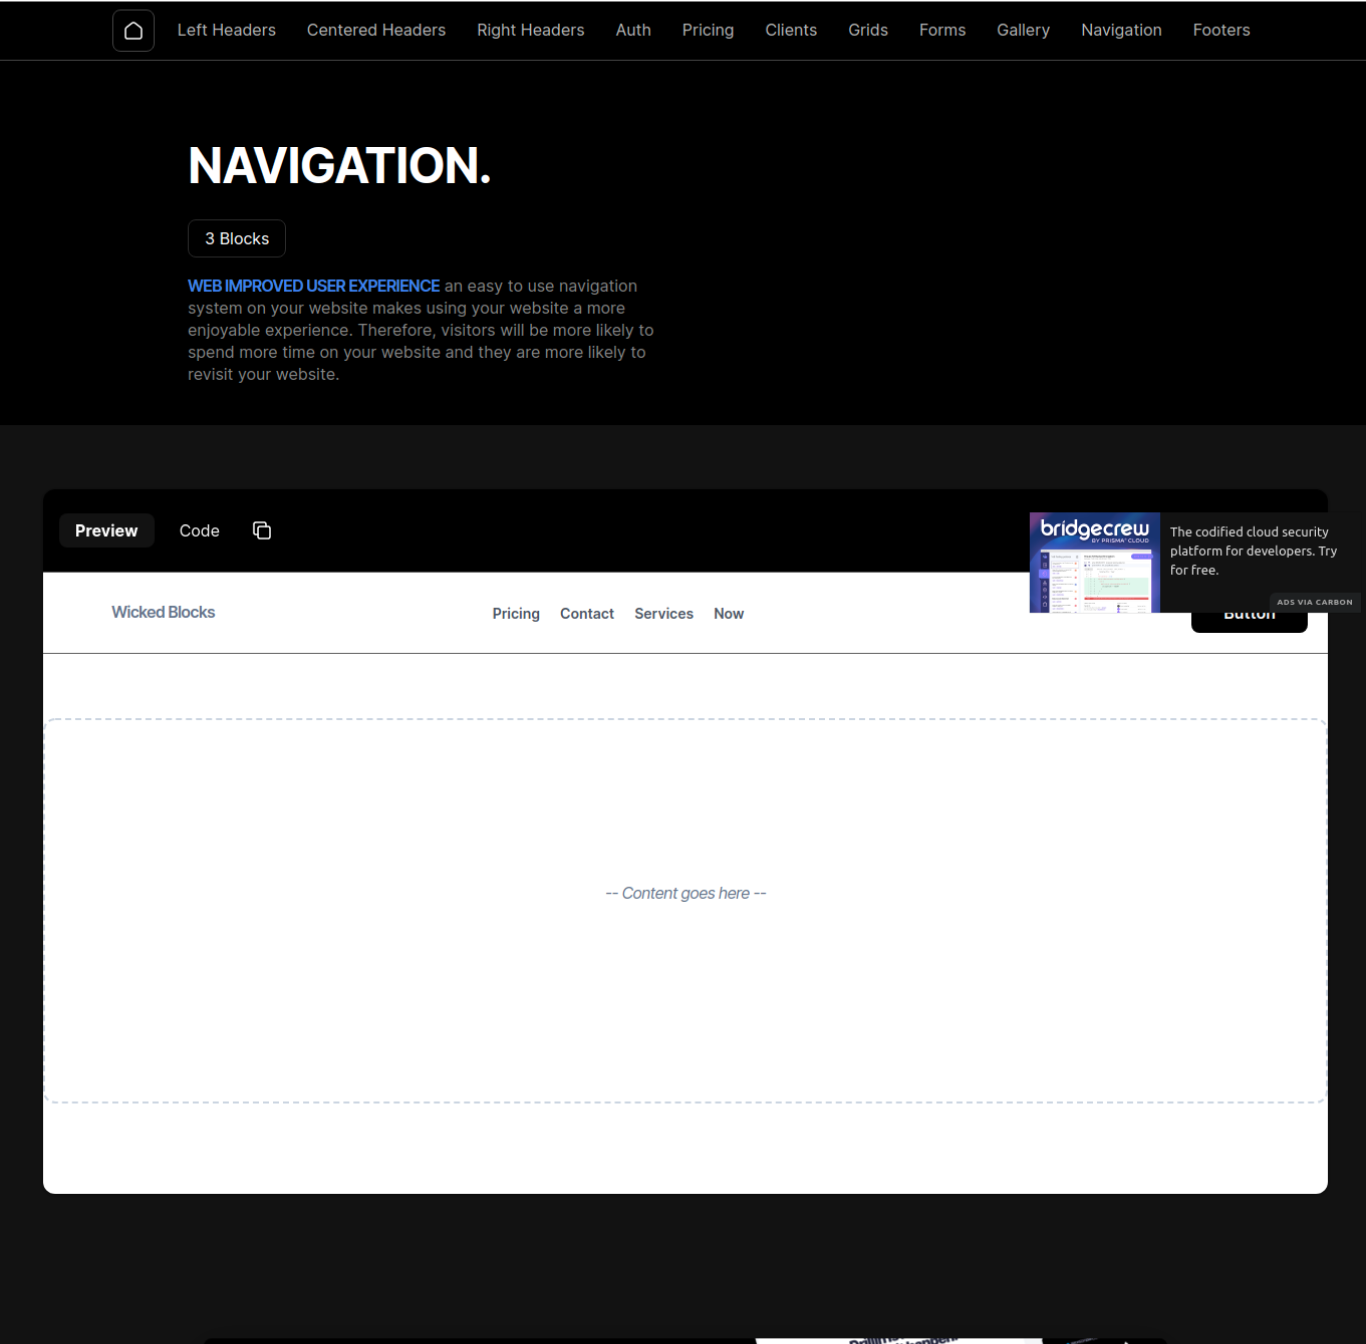 Left Headers Centered Headers Right Headers Auth Pricing Clients Grids Forms Gallery Navigation Footers
NAVIGATION.
3 Blocks
WEB IMPROVED USER EXPERIENCE an easy to use navigation
system on your website makes using your website a more
enjoyable experience. Therefore, visitors will be more likely to
spend more time on your website and they are more likely to
revisit your website.
Preview Code
bridgecrew
BY PRISMA CLOUD
The codified cloud security
platform for developers. Try
for free.
ADS VIA CARBON
Wicked Blocks Pricing Contact Services Now Button
-- Content goes here --